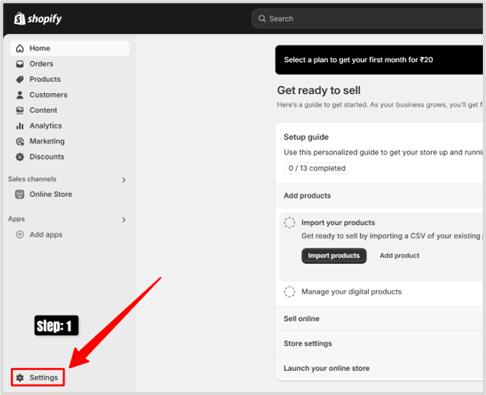 shopify
Search
Home
Orders
Products
Customers
Content
Analytics
Marketing
Discounts
Sales channels
Online Store
Apps
Add apps
Step: 1
Settings
Select a plan to get your first month for ₹20
Get ready to sell
Here's a guide to get started. As your business grows, you'll get f
Setup guide
Use this personalized guide to get your store up and runni
0 / 13 completed
Add products
Import your products
Get ready to sell by importing a CSV of your existing
Import products Add product
Manage your digital products
Sell online
Store settings
Launch your online store